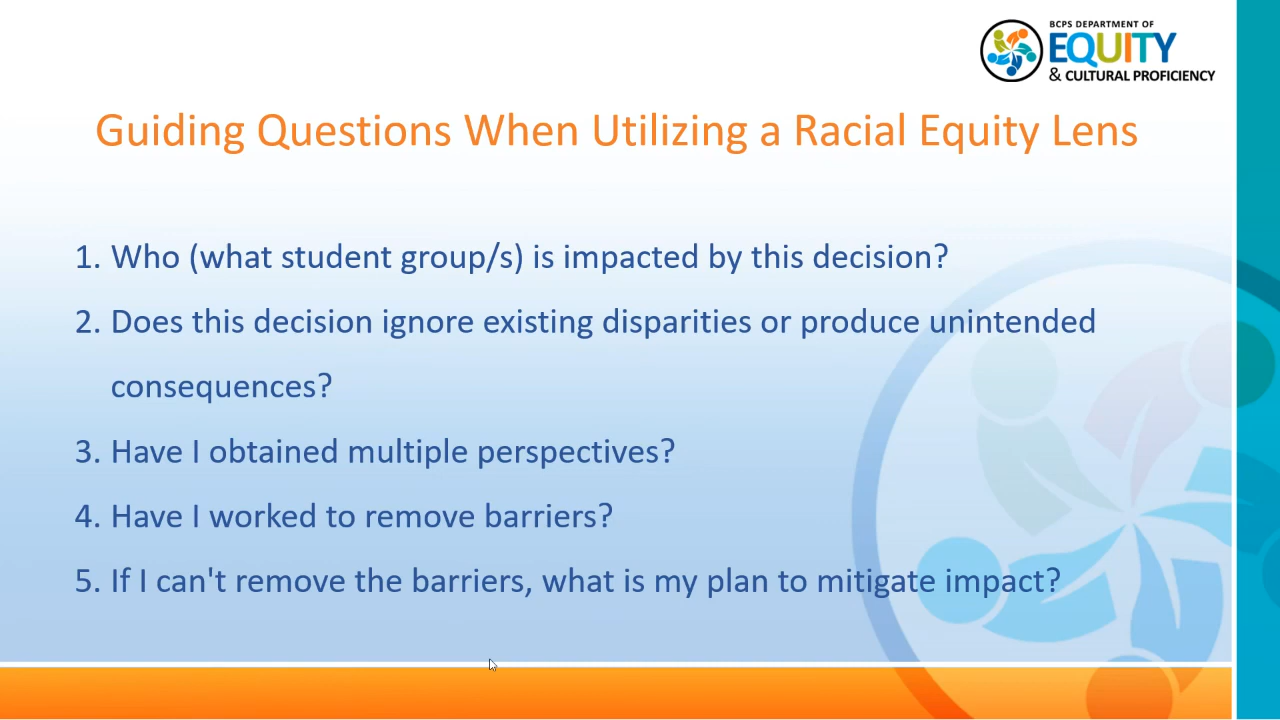 BCPS DEPARTMENT OF
EQUITY
& CULTURAL PROFICIENCY
Guiding Questions When Utilizing a Racial Equity Lens
1. Who (what student group/s) is impacted by this decision?
2. Does this decision ignore existing disparities or produce unintended
consequences?
3. Have I obtained multiple perspectives?
4. Have I worked to remove barriers?
5. If I can't remove the barriers, what is my plan to mitigate impact?